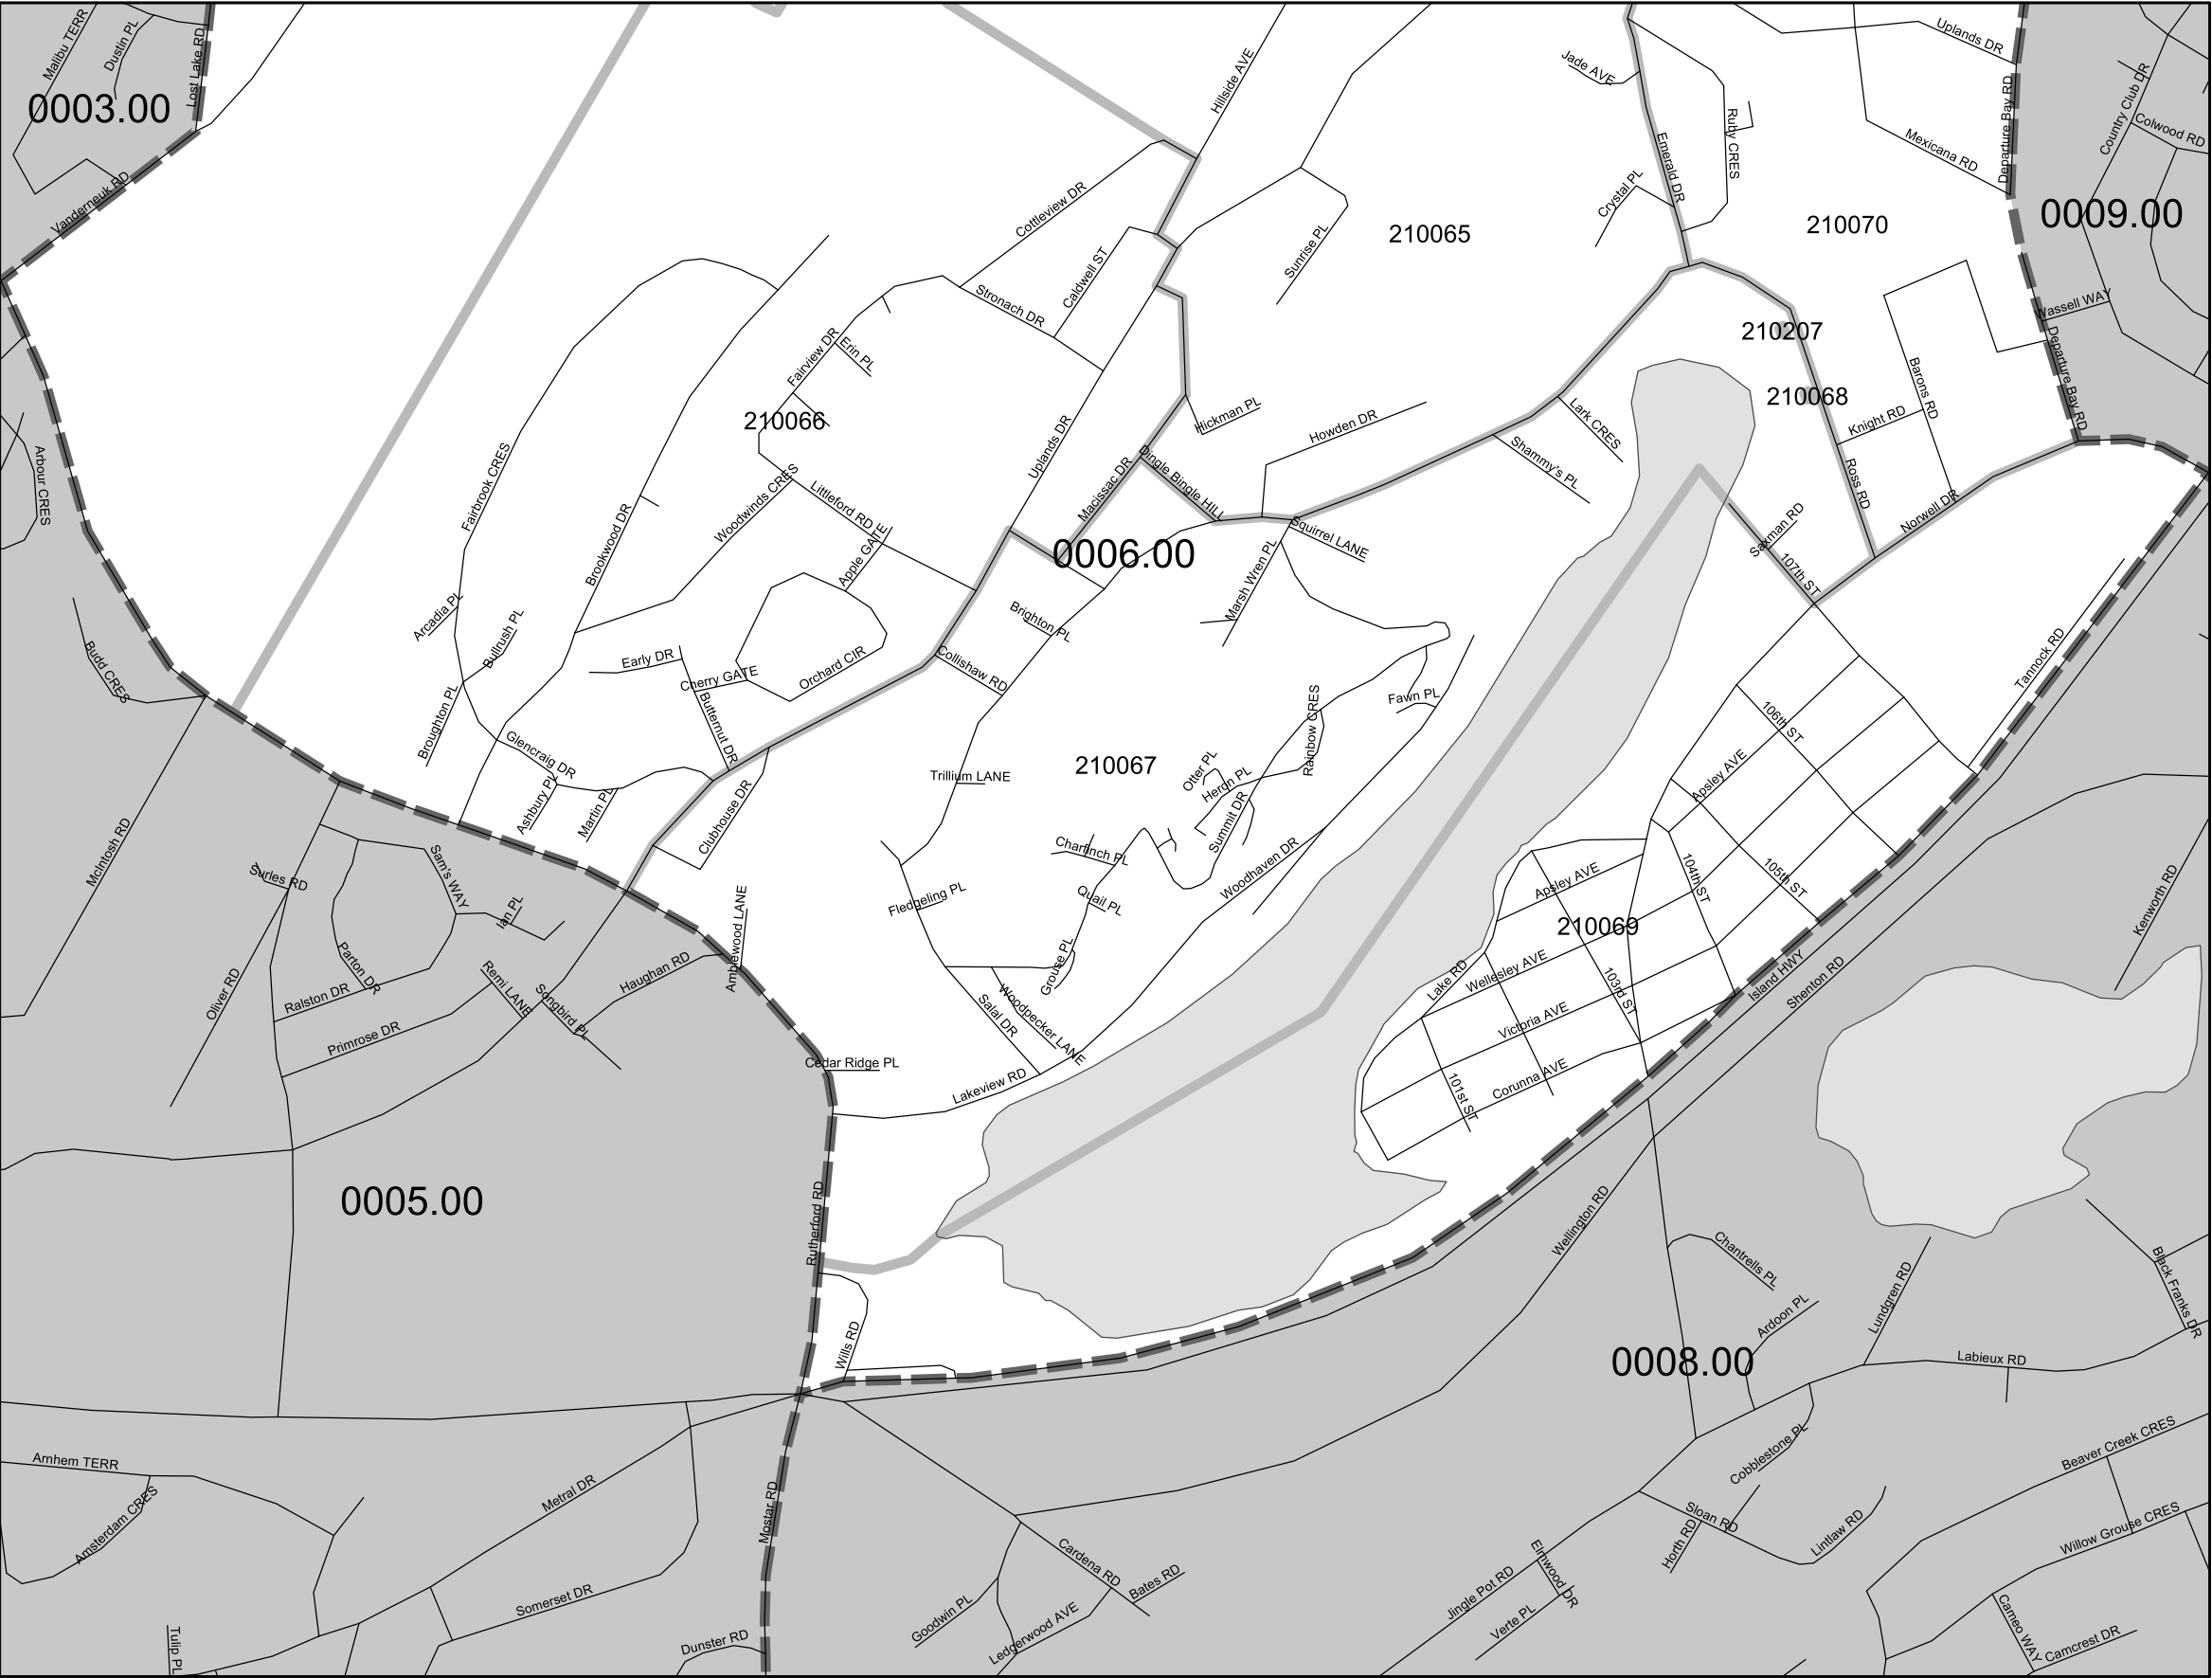 Malibu TERR
Dustin PL
Lost Lake RD
0003.00
Vanderneuk RD
Hillside AVE
Jade AVE
Ruby CRES
Emerald DR
Crystal PL
Uplands DR
Departure Bay RD
Mexicana RD
Country Club DR
Colwood RD
0009.00
Cottleview DR
Caldwell ST
Stronach DR
Sunrise PL
210065
210070
Wassell WAY
Departure Bay RD
Fairview DR
Erin PL
210066
210207
210068
Barons RD
Knight RD
Ross RD
Norwell DR
Lark CRES
Shammy's PL
Howden DR
Hickman PL
Uplands DR
Macissac DR
Dingle Bingle HILL
Squirrel LANE
Arbour CRES
Fairbrook CRES
Brookwood DR
Woodwinds CRES
Littleford RD
Apple GATE
0006.00
Marsh Wren PL
Saxman RD
107th ST
Arcadia PL
Bullrush PL
Brighton PL
Budd CRES
Early DR
Cherry GATE
Orchard CIR
Collishaw RD
Tannock RD
Broughton PL
Butternut DR
Rainbow CRES
Fawn PL
106th ST
Glencraig DR
Ashbury PL
Martin PL
Clubhouse DR
Trillium LANE
210067
Otter PL
Heron PL
Summit DR
Apsley AVE
McIntosh RD
Charfinch PL
Woodhaven DR
104th ST
105th ST
Surles RD
Sam's WAY
Ian PL
Amblewood LANE
Fledgeling PL
Quail PL
Apsley AVE
210069
Kenworth RD
Oliver RD
Parton DR
Ralston DR
Primrose DR
Reml LANE
Songbird PL
Haughan RD
Grouse PL
Woodpecker LANE
Salal DR
Lake RD
Wellesley AVE
103rd ST
Victoria AVE
Island HWY
Shenton RD
Cedar Ridge PL
Lakeview RD
101st ST
Corunna AVE
0005.00
Rutherford RD
Wellington RD
Chantrells PL
Lundgren RD
Black Franks DR
Ardoon PL
Wills RD
0008.00
Labieux RD
Arnhem TERR
Amsterdam CRES
Metral DR
Mostar RD
Cobblestone PL
Beaver Creek CRES
Sloan RD
Horth RD
Lintlaw RD
Willow Grouse CRES
Somerset DR
Cardena RD
Bates RD
Goodwin PL
Ledgerwood AVE
Elmwood DR
Jingle Pot RD
Verte PL
Cameo WAY
Camcrest DR
Tulip PL
Dunster RD